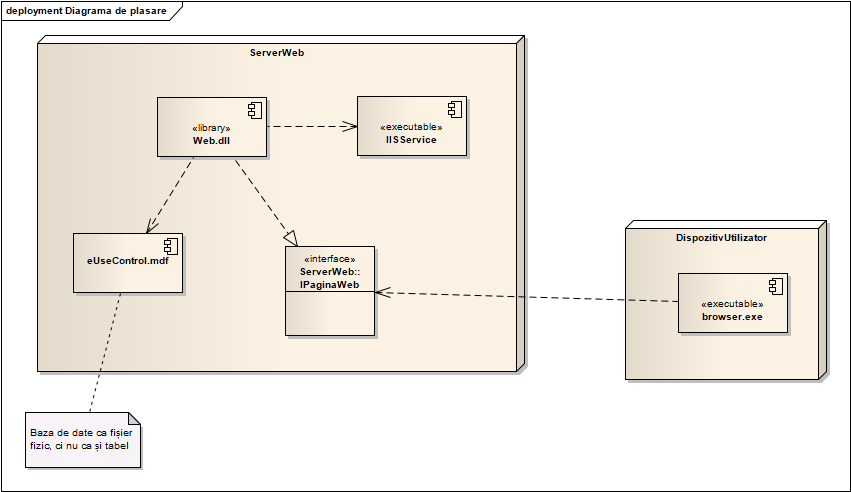 deployment Diagrama de plasare
ServerWeb
«library»
Web.dll
«executable»
IISService
eUseControl.mdf
«interface»
ServerWeb::
IPaginaWeb
DispozitivUtilizator
«executable»
browser.exe
Baza de date ca fișier
fizic, ci nu ca și tabel